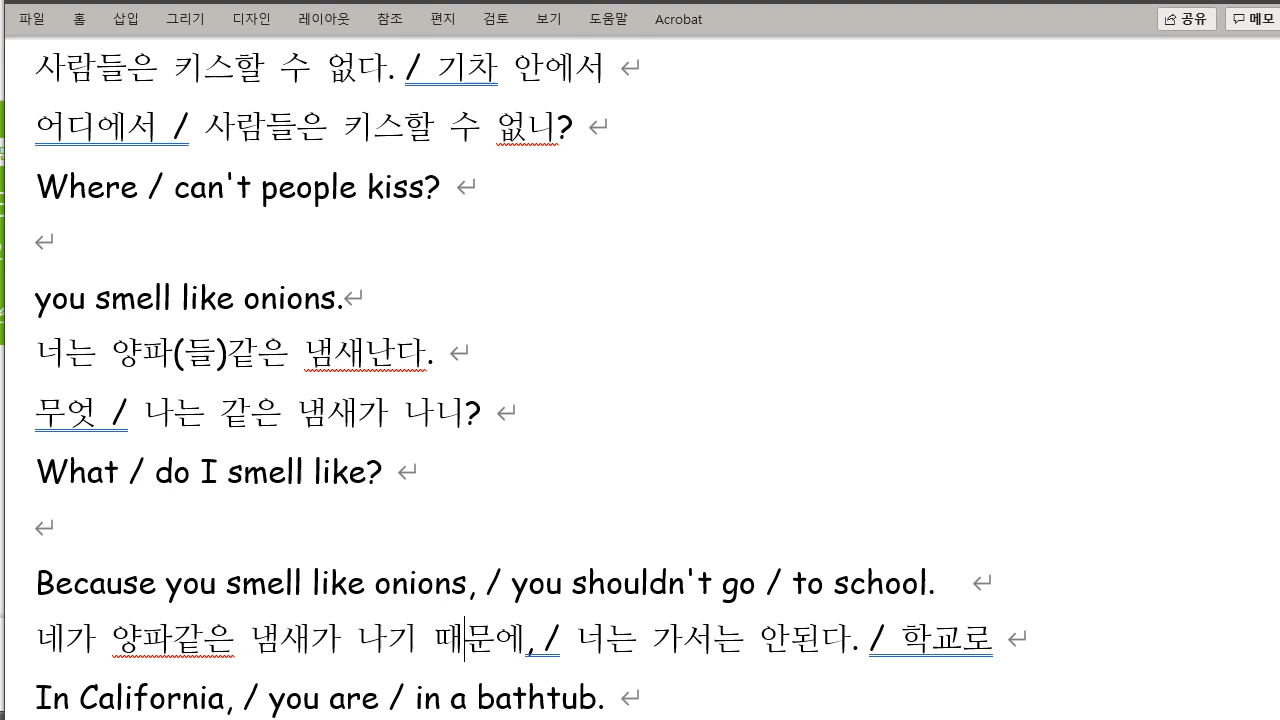 파일 홈 삽입 그리기 디자인 레이아웃 참조 편지 검토 보기 도움말 Acrobat 공유 메모
사람들은 키스할 수 없다. / 기차 안에서
어디에서 / 사람들은 키스할 수 없니?
Where / can't people kiss?
you smell like onions.
너는 양파(들)같은 냄새난다.
무엇 / 나는 같은 냄새가 나니?
What / do I smell like?
Because you smell like onions, / you shouldn't go / to school.
네가 양파같은 냄새가 나기 때문에, / 너는 가서는 안된다. / 학교로
In California, / you are / in a bathtub.